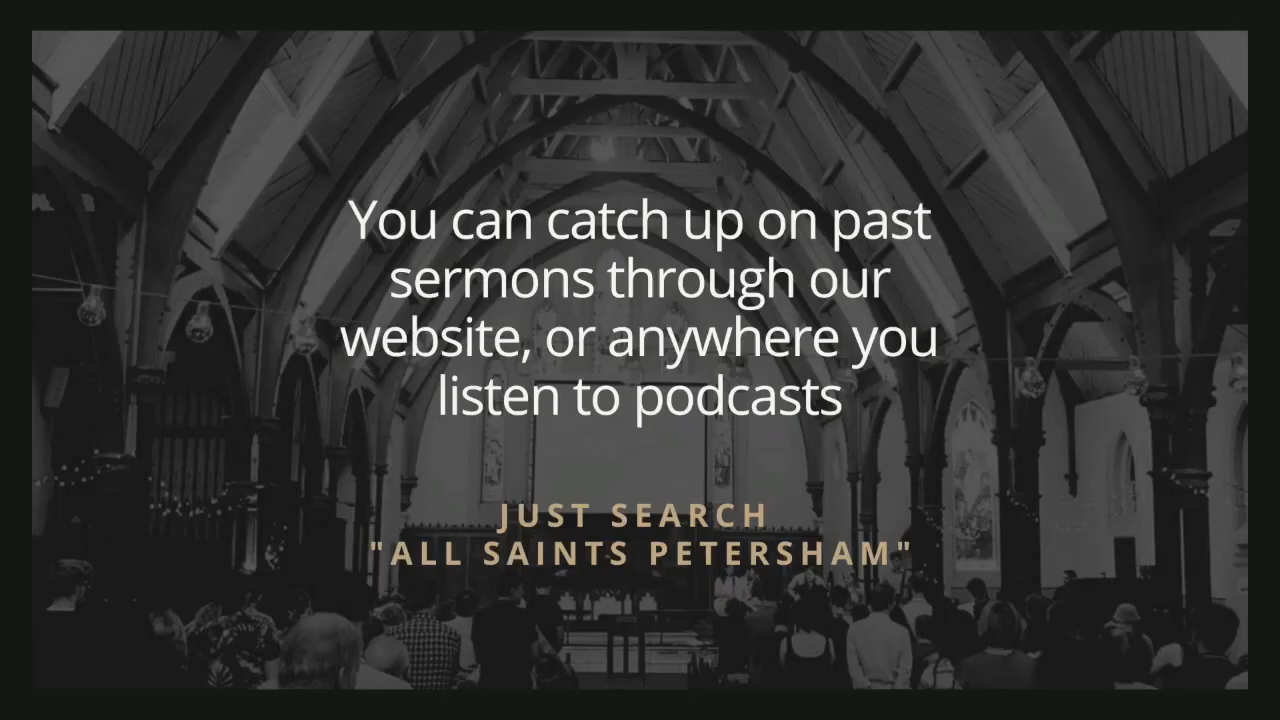 You can catch up on past
sermons through our
website, or anywhere you
listen to podcasts
JUST SEARCH
"ALL SAINTS PETERSHAM"